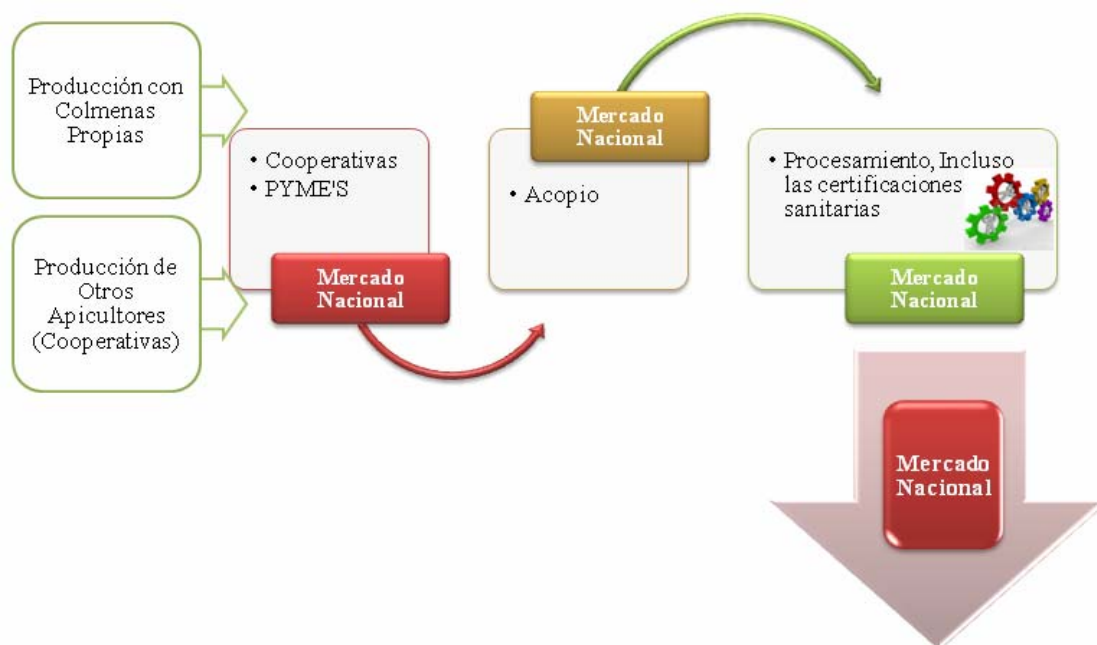 Producción con
Colmenas
Propias
Producción de
Otros
Apicultores
(Cooperativas)
• Cooperativas
• PYME'S
Mercado
Nacional
• Acopio
Mercado
Nacional
• Procesamiento, Incluso
las certificaciones
sanitarias
Mercado
Nacional
Mercado
Nacional